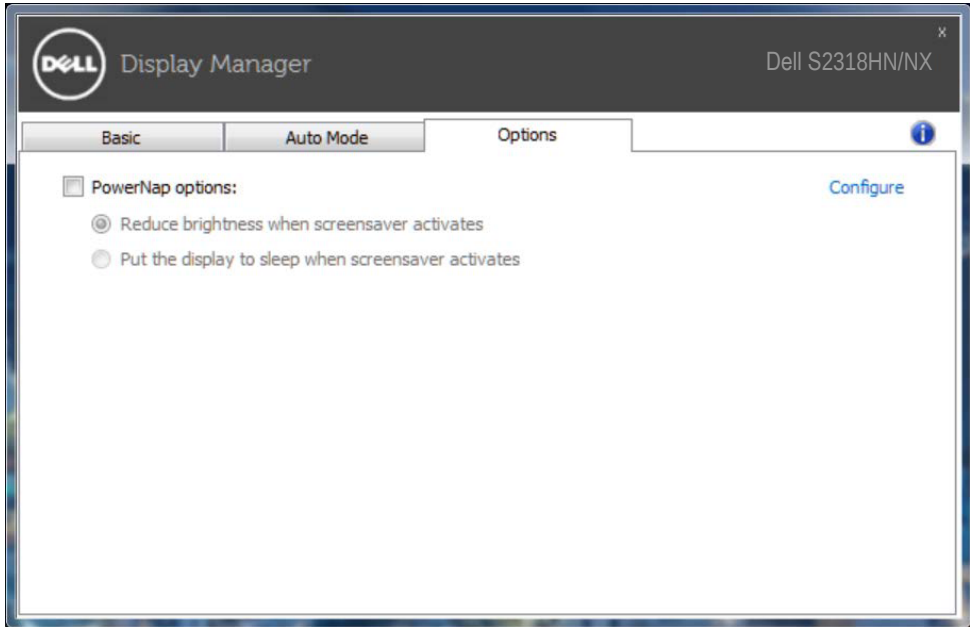 x
DELL Display Manager Dell S2318HN/NX
Basic Auto Mode Options i
PowerNap options: Configure
Reduce brightness when screensaver activates
Put the display to sleep when screensaver activates